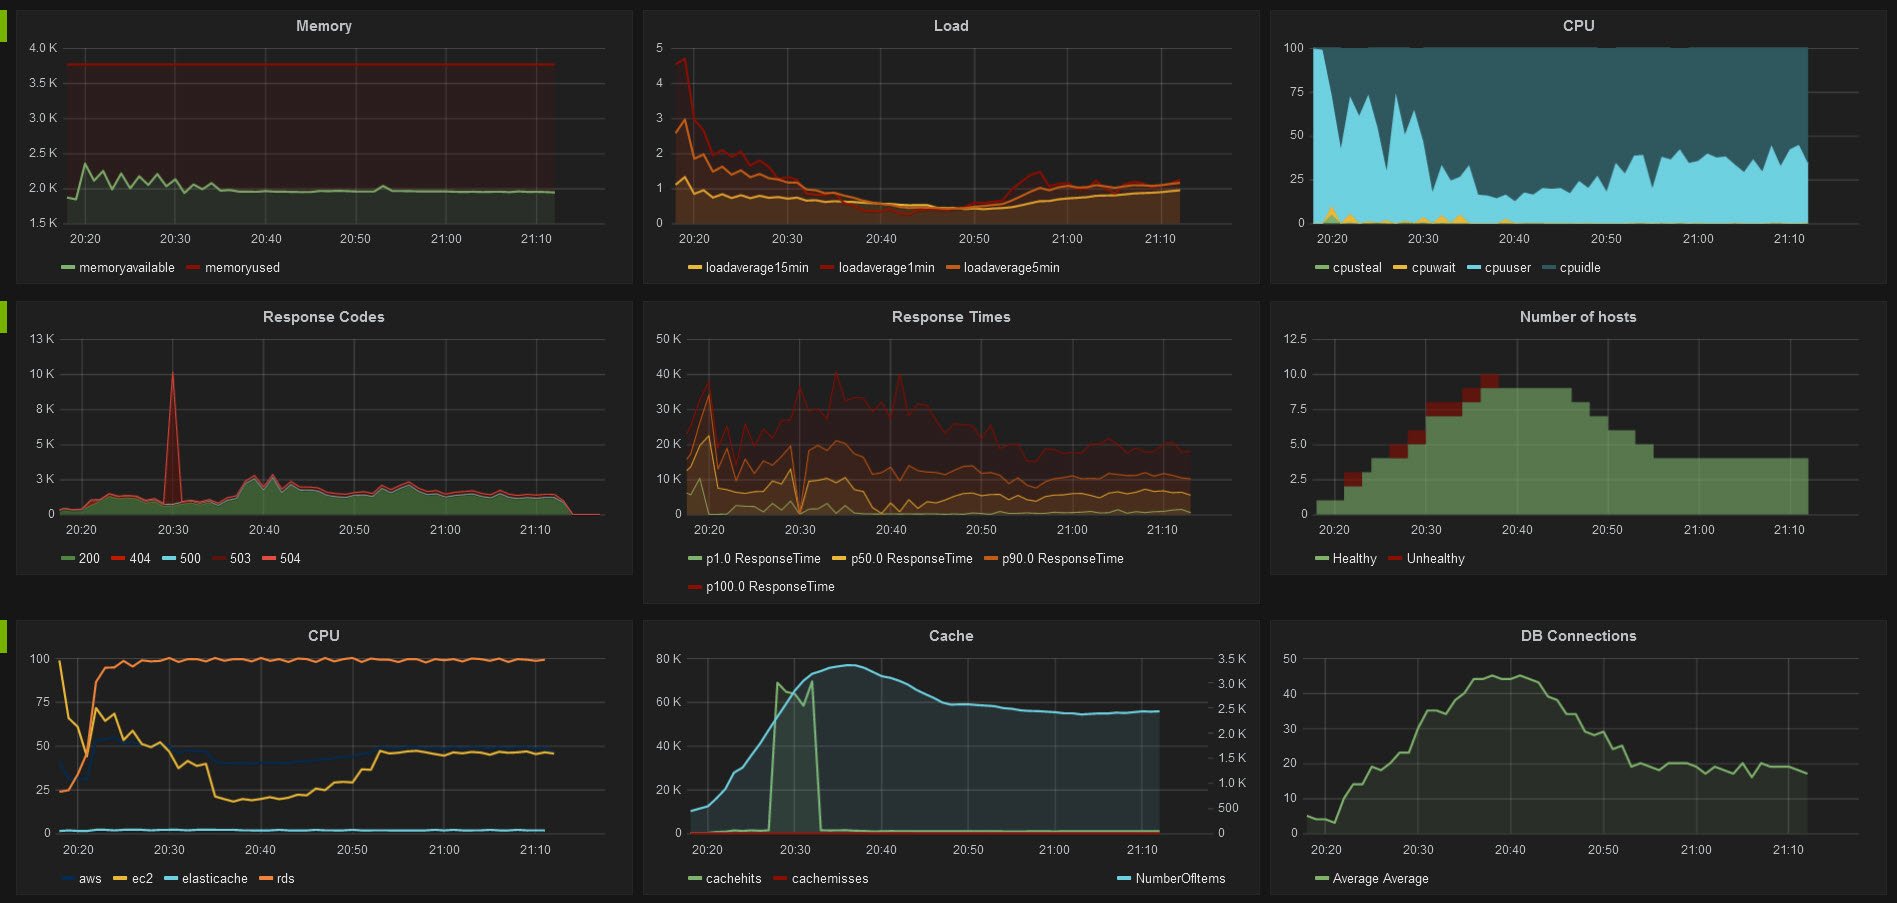 Memory
4.0 K
3.5 K
3.0 K
2.5 K
2.0 K
1.5 K
20:20 20:30 20:40 20:50 21:00 21:10
memoryavailable memoryused
Load
5
4
3
2
1
0
20:20 20:30 20:40 20:50 21:00 21:10
loadaverage15min loadaverage1min loadaverage5min
CPU
100
75
50
25
0
20:20 20:30 20:40 20:50 21:00 21:10
cpusteal cpuwait cpuuser cpuidle
Response Codes
13 K
10 K
8 K
5 K
3 K
0
20:20 20:30 20:40 20:50 21:00 21:10
200 404 500 503 504
Response Times
50 K
40 K
30 K
20 K
10 K
0
20:20 20:30 20:40 20:50 21:00 21:10
p1.0 ResponseTime p50.0 ResponseTime p90.0 ResponseTime
p100.0 ResponseTime
Number of hosts
12.5
10.0
7.5
5.0
2.5
0
20:20 20:30 20:40 20:50 21:00 21:10
Healthy Unhealthy
CPU
100
75
50
25
0
20:20 20:30 20:40 20:50 21:00 21:10
aws ec2 elasticache rds
Cache
80 K 3.5 K
3.0 K
60 K 2.5 K
2.0 K
40 K 1.5 K
20 K 1.0 K
500
0 0
20:20 20:30 20:40 20:50 21:00 21:10
cachehits cachemisses NumberOfItems
DB Connections
50
40
30
20
10
0
20:20 20:30 20:40 20:50 21:00 21:10
Average Average